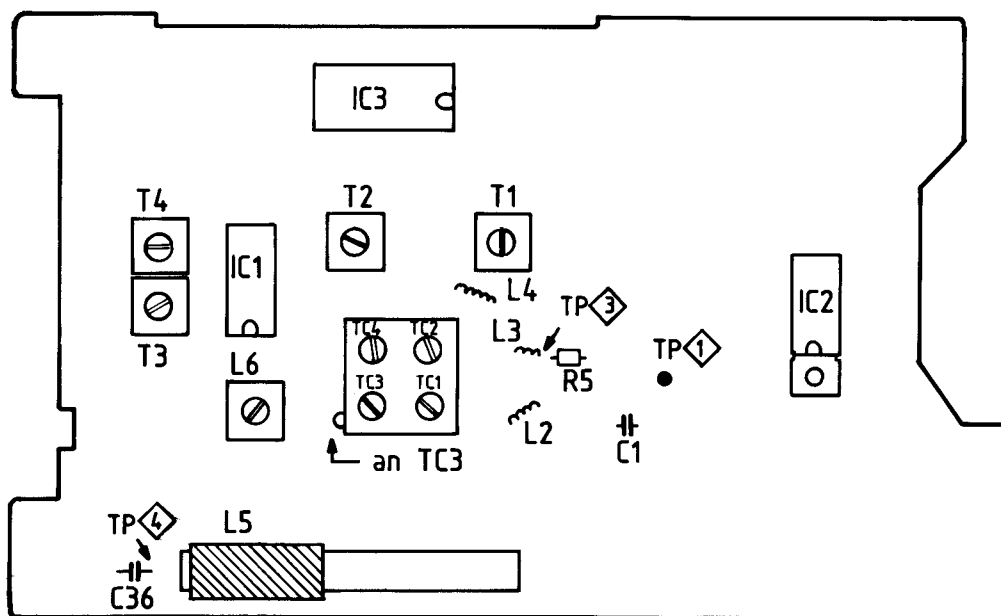 IC3
T4
T2
T1
IC1
IC2
L4
TP 3
L3
TC4 TC2
TP 1
T3
L6
R5
TC3 TC1
L2
C1
an TC3
TP 4
L5
C36